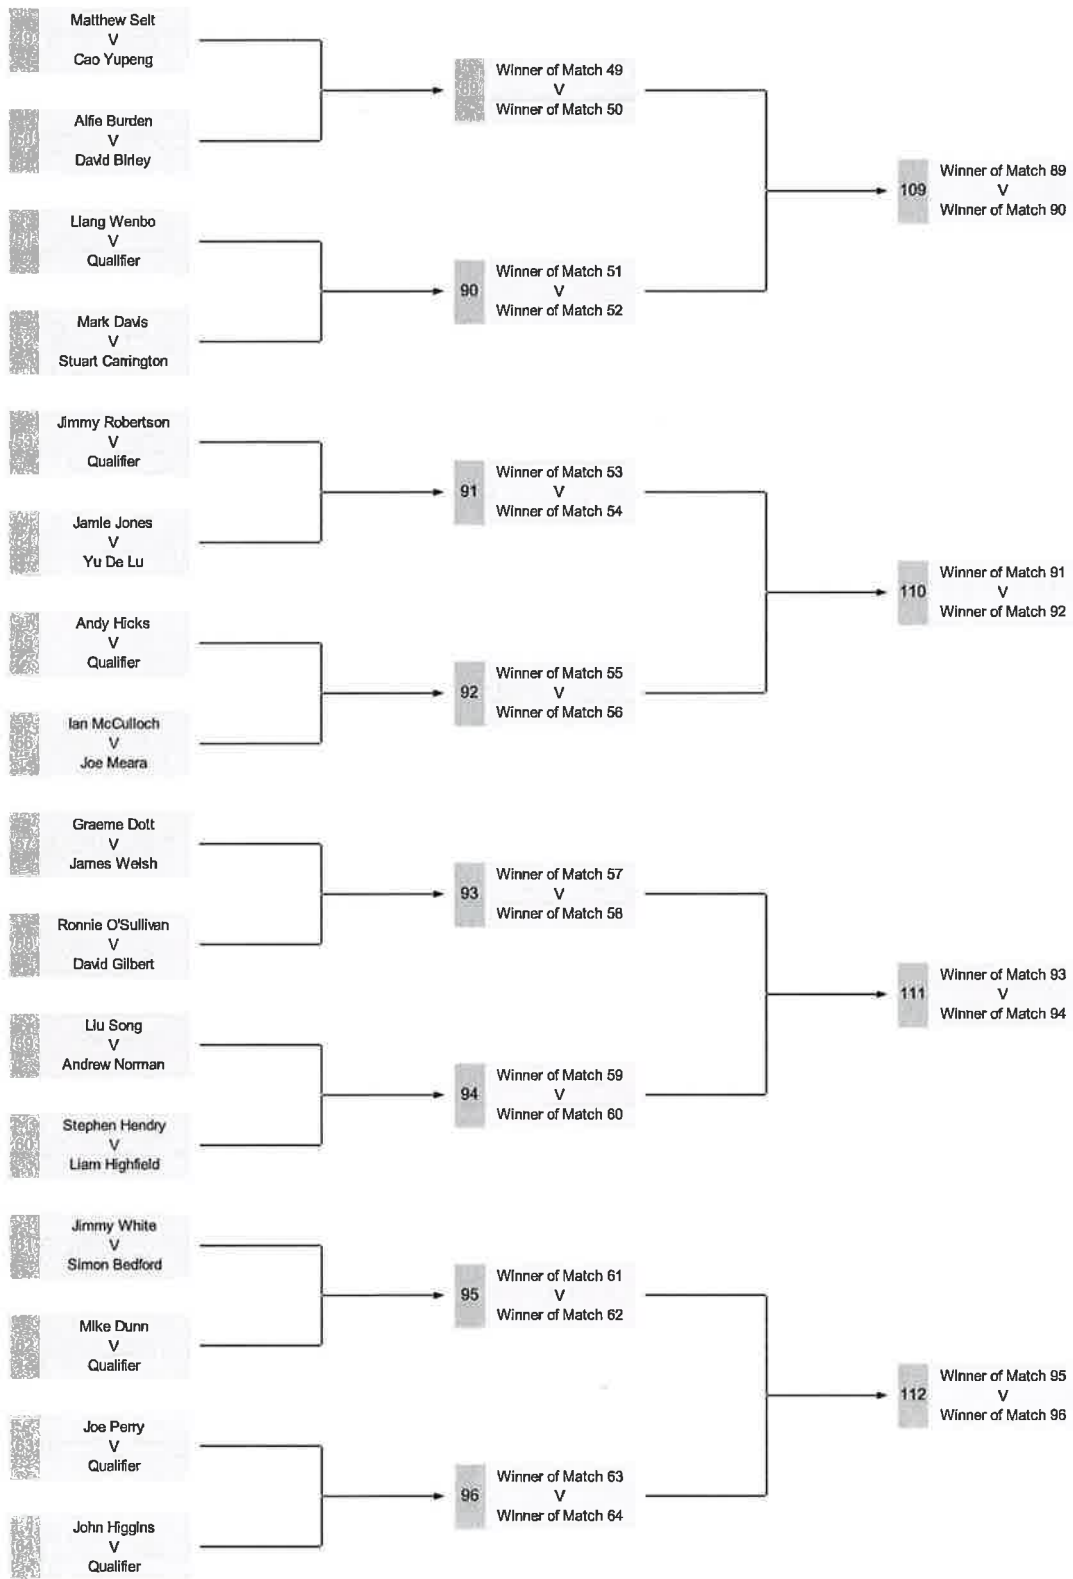 Matthew Selt
V
Cao Yupeng
Alfie Burden
V
David Birley
Liang Wenbo
V
Qualifier
Mark Davis
V
Stuart Carrington
Jimmy Robertson
V
Qualifier
Jamie Jones
V
Yu De Lu
Andy Hicks
V
Qualifier
Ian McCulloch
V
Joe Meara
Graeme Dott
V
James Welsh
Ronnie O'Sullivan
V
David Gilbert
Liu Song
V
Andrew Norman
Stephen Hendry
V
Liam Highfield
Jimmy White
V
Simon Bedford
Mike Dunn
V
Qualifier
Joe Perry
V
Qualifier
John Higgins
V
Qualifier
89
Winner of Match 49
V
Winner of Match 50
90
Winner of Match 51
V
Winner of Match 52
91
Winner of Match 53
V
Winner of Match 54
92
Winner of Match 55
V
Winner of Match 56
93
Winner of Match 57
V
Winner of Match 58
94
Winner of Match 59
V
Winner of Match 60
95
Winner of Match 61
V
Winner of Match 62
96
Winner of Match 63
V
Winner of Match 64
109
Winner of Match 89
V
Winner of Match 90
110
Winner of Match 91
V
Winner of Match 92
111
Winner of Match 93
V
Winner of Match 94
112
Winner of Match 95
V
Winner of Match 96